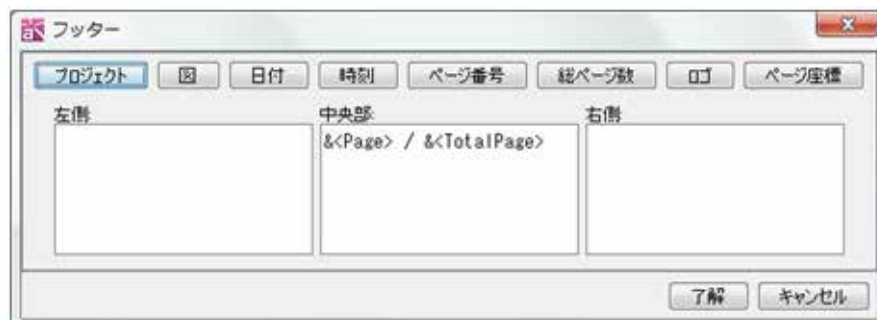 フッター
プロジェクト 図 日付 時刻 ページ番号 総ページ数 ロゴ ページ座標
左側 中央部 右側
&<Page> / &<TotalPage>
了解 キャンセル